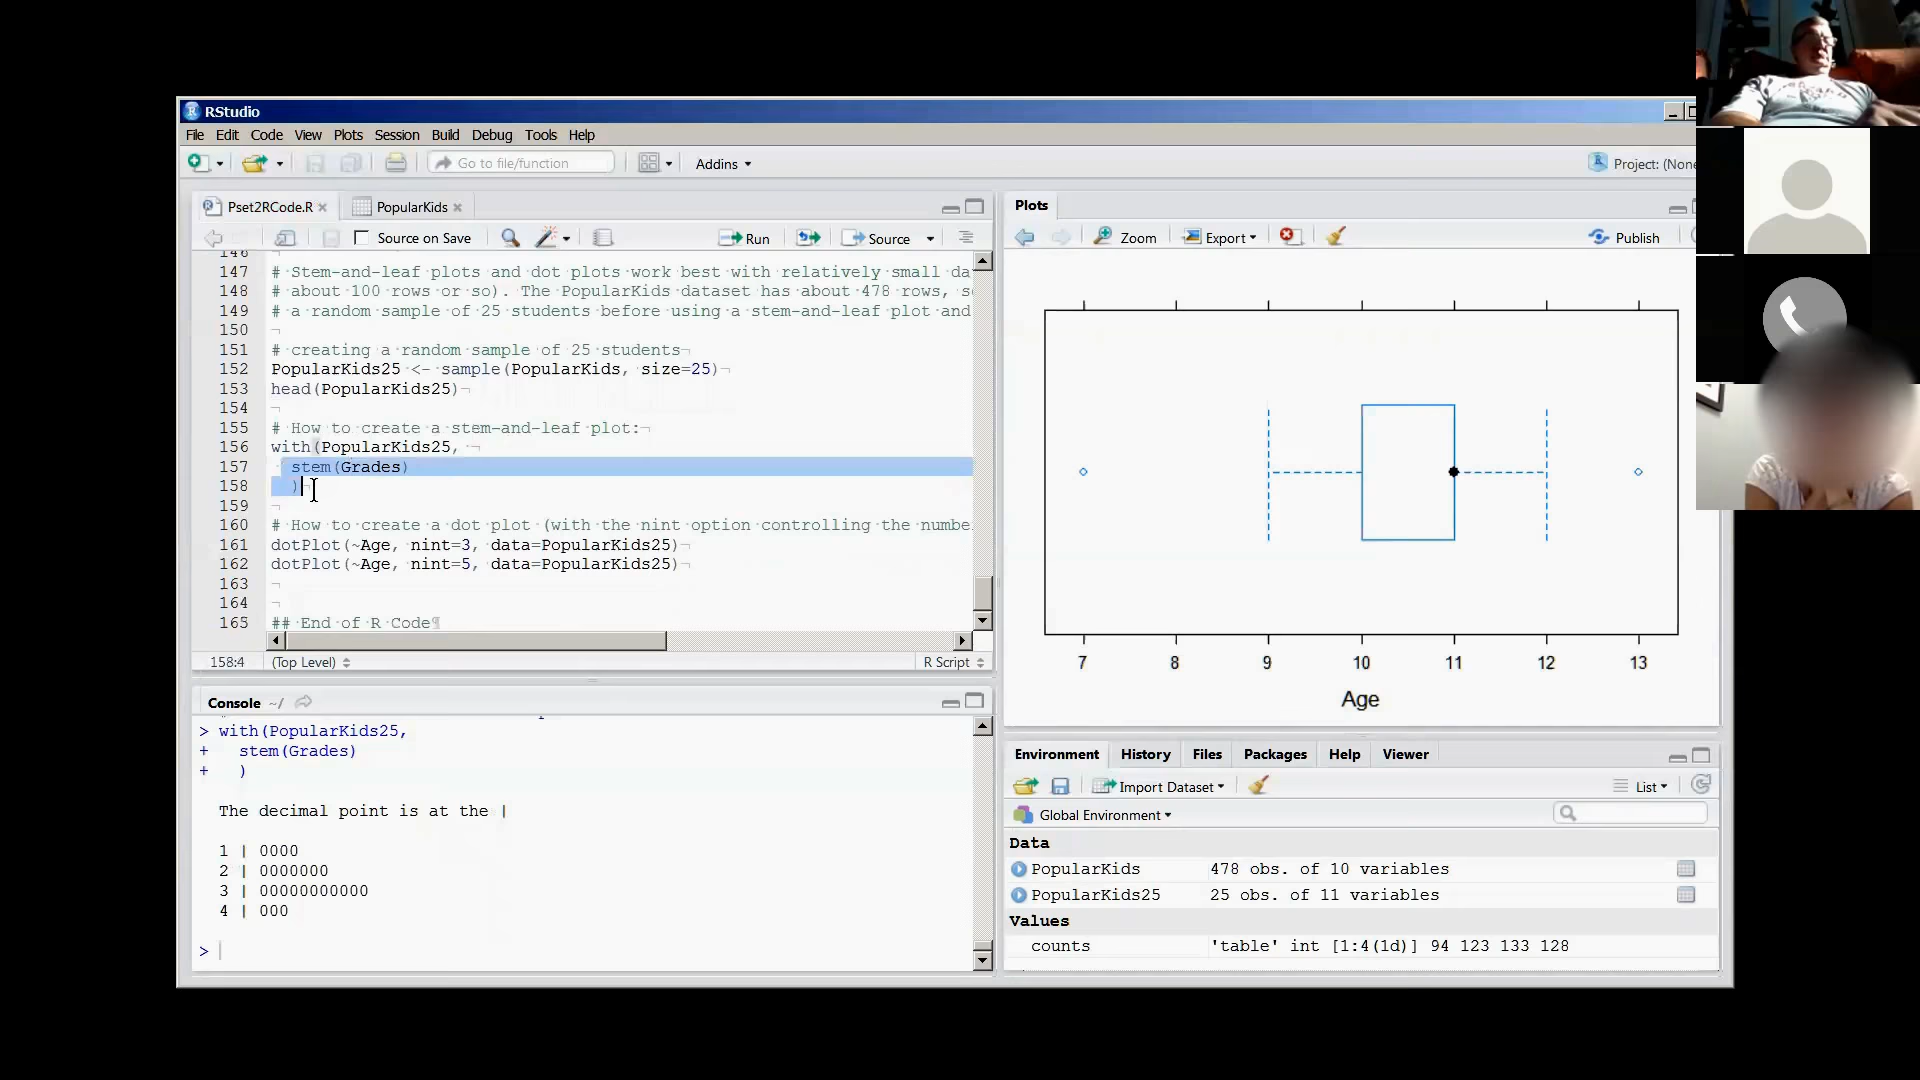 RStudio
File Edit Code View Plots Session Build Debug Tools Help
Go to file/function Addins Project: (None
Pset2RCode.R PopularKids
Source on Save Run Source
146
147 # Stem-and-leaf plots and dot plots work best with relatively small da
148 # about 100 rows or so). The PopularKids dataset has about 478 rows, s
149 # a random sample of 25 students before using a stem-and-leaf plot and
150
151 # creating a random sample of 25 students
152 PopularKids25 <- sample(PopularKids, size=25)
153 head(PopularKids25)
154
155 # How to create a stem-and-leaf plot:
156 with(PopularKids25,
157 stem(Grades)
158 )
159
160 # How to create a dot plot (with the nint option controlling the numbe
161 dotPlot(~Age, nint=3, data=PopularKids25)
162 dotPlot(~Age, nint=5, data=PopularKids25)
163
164
165 ## End of R Code
158:4 (Top Level) R Script
Console ~/
> with(PopularKids25,
+ stem(Grades)
+ )
The decimal point is at the |
1 | 0000
2 | 0000000
3 | 00000000000
4 | 000
>
Plots
Zoom Export Publish
7 8 9 10 11 12 13
Age
Environment History Files Packages Help Viewer
Import Dataset List
Global Environment
Data
PopularKids 478 obs. of 10 variables
PopularKids25 25 obs. of 11 variables
Values
counts 'table' int [1:4(1d)] 94 123 133 128